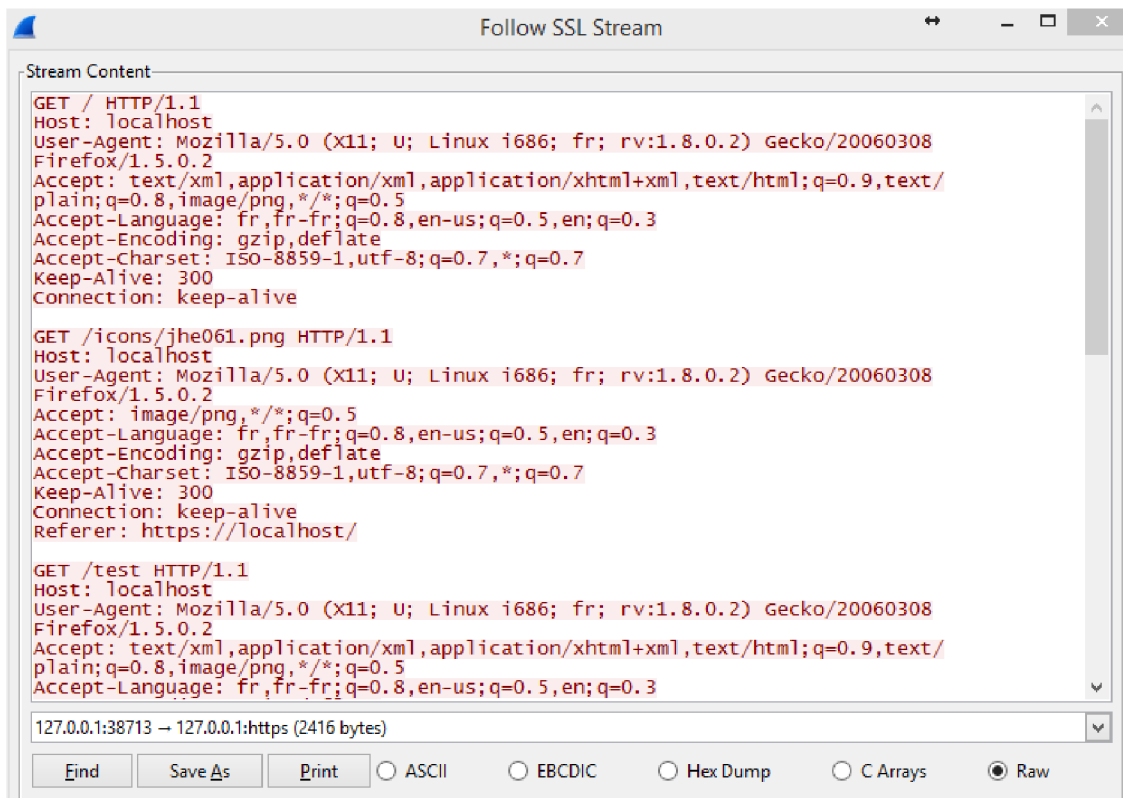 Follow SSL Stream
Stream Content
GET / HTTP/1.1
Host: localhost
User-Agent: Mozilla/5.0 (X11; U; Linux i686; fr; rv:1.8.0.2) Gecko/20060308
Firefox/1.5.0.2
Accept: text/xml,application/xml,application/xhtml+xml,text/html;q=0.9,text/
plain;q=0.8,image/png,*/*;q=0.5
Accept-Language: fr,fr-fr;q=0.8,en-us;q=0.5,en;q=0.3
Accept-Encoding: gzip,deflate
Accept-Charset: ISO-8859-1,utf-8;q=0.7,*;q=0.7
Keep-Alive: 300
Connection: keep-alive
GET /icons/jhe061.png HTTP/1.1
Host: localhost
User-Agent: Mozilla/5.0 (X11; U; Linux i686; fr; rv:1.8.0.2) Gecko/20060308
Firefox/1.5.0.2
Accept: image/png,*/*;q=0.5
Accept-Language: fr,fr-fr;q=0.8,en-us;q=0.5,en;q=0.3
Accept-Encoding: gzip,deflate
Accept-Charset: ISO-8859-1,utf-8;q=0.7,*;q=0.7
Keep-Alive: 300
Connection: keep-alive
Referer: https://localhost/
GET /test HTTP/1.1
Host: localhost
User-Agent: Mozilla/5.0 (X11; U; Linux i686; fr; rv:1.8.0.2) Gecko/20060308
Firefox/1.5.0.2
Accept: text/xml,application/xml,application/xhtml+xml,text/html;q=0.9,text/
plain;q=0.8,image/png,*/*;q=0.5
Accept-Language: fr,fr-fr;q=0.8,en-us;q=0.5,en;q=0.3
127.0.0.1:38713 → 127.0.0.1:https (2416 bytes)
Find Save As Print ASCII EBCDIC Hex Dump C Arrays Raw